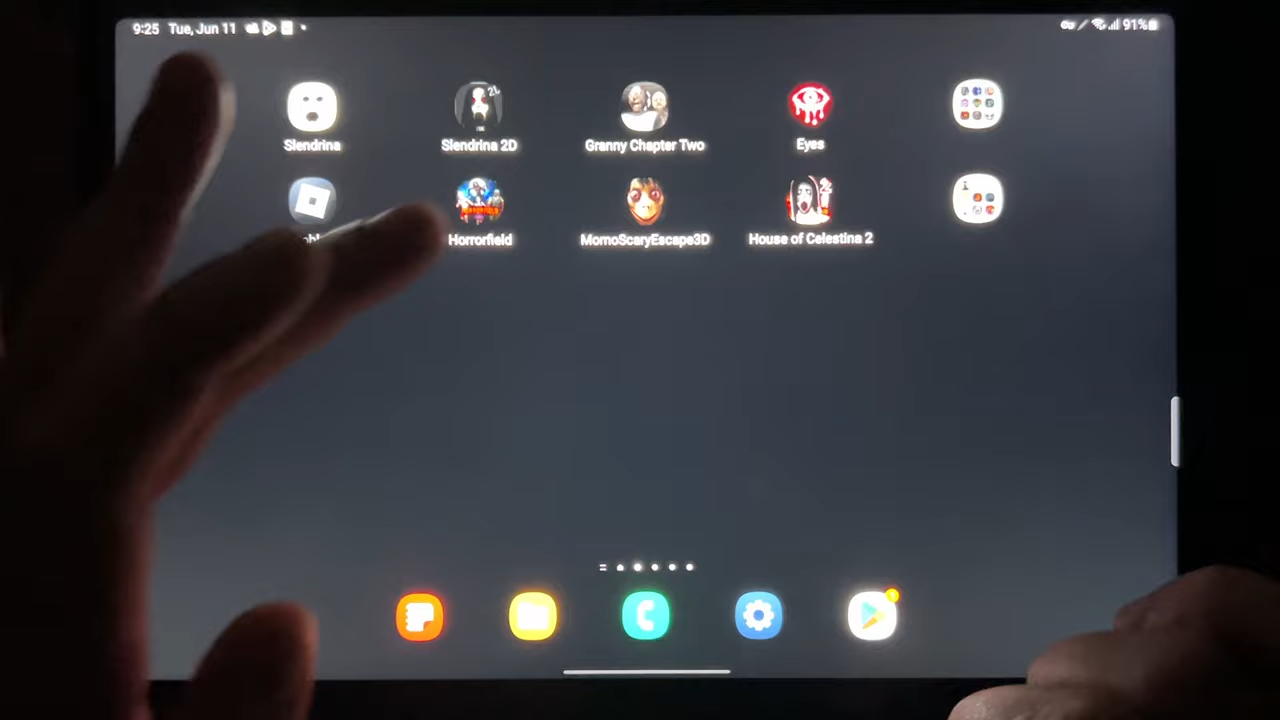 9:25 Tue, Jun 11
91%
Slendrina
Slendrina 2D
Granny Chapter Two
Eyes
Horrorfield
MomoScaryEscape3D
House of Celestina 2